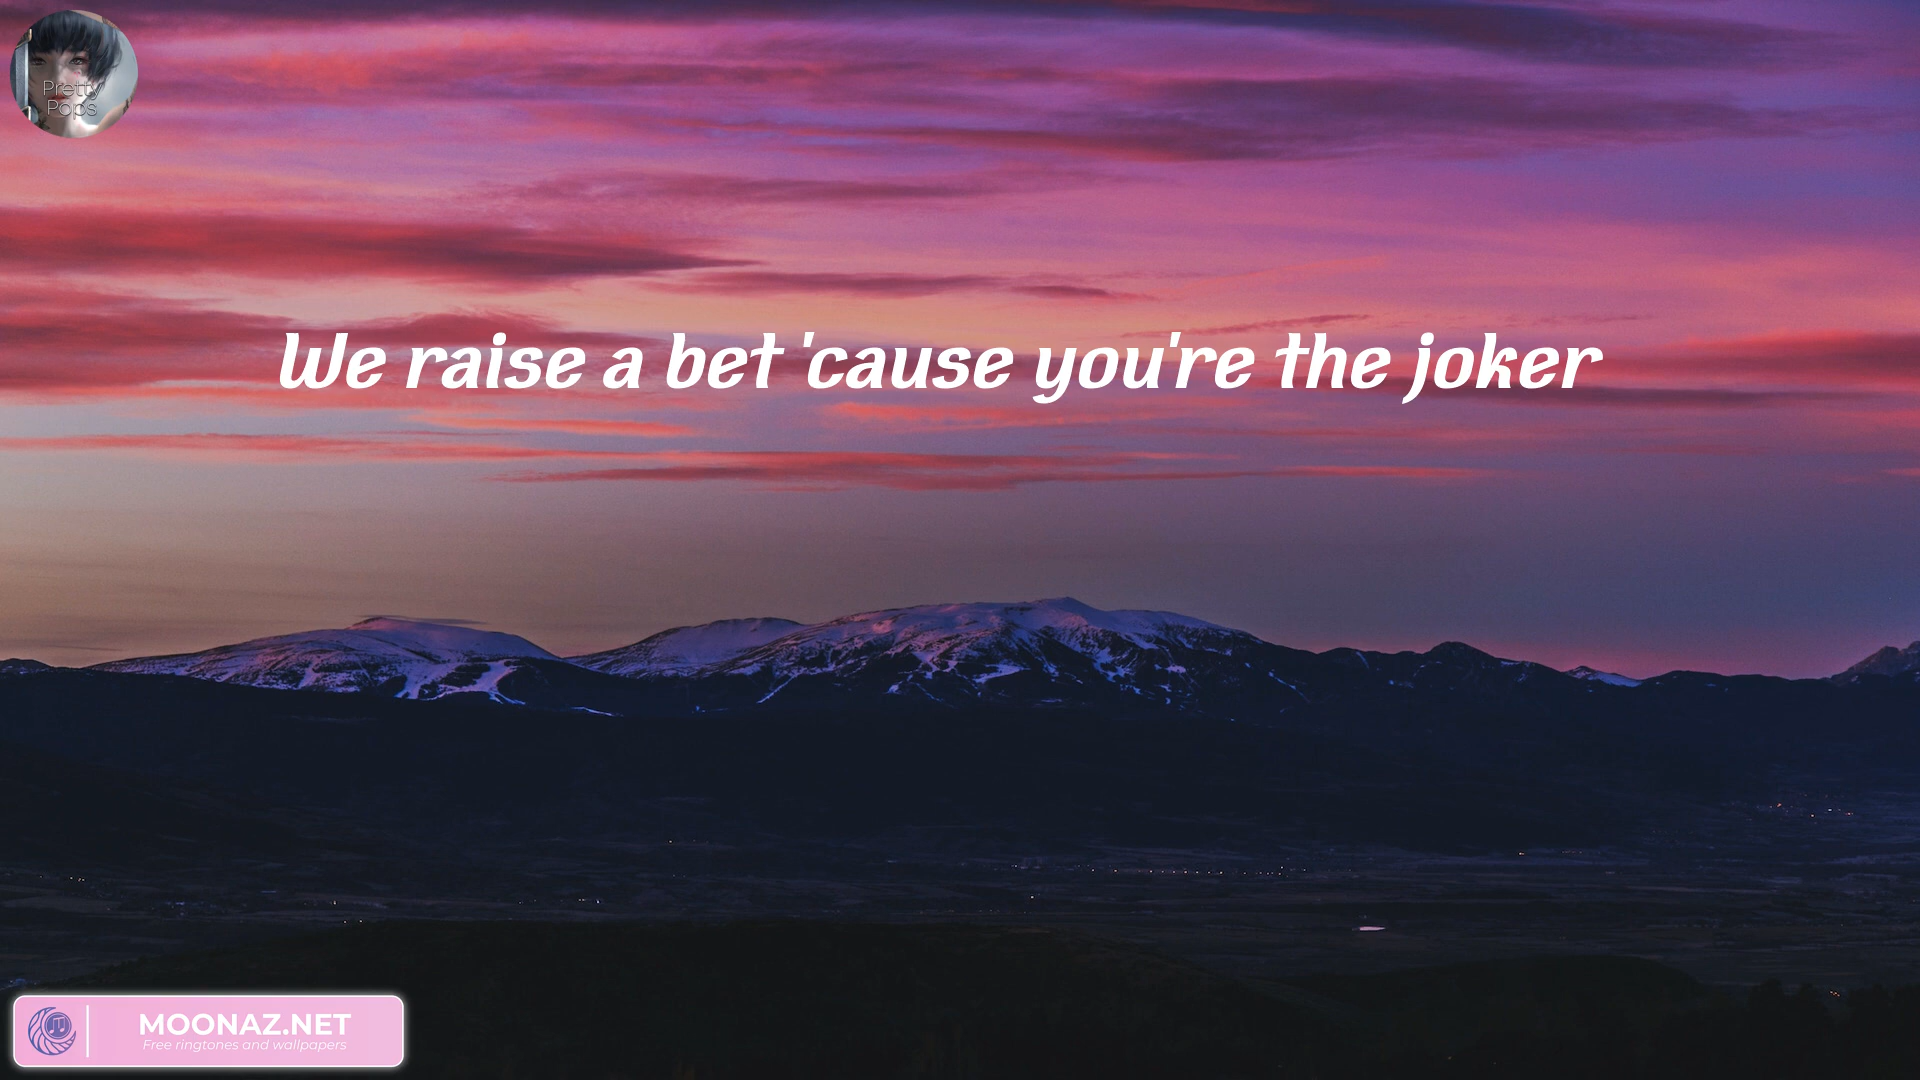 Pretty
Pops
We raise a bet 'cause you're the joker
MOONAZ.NET
Free ringtones and wallpapers